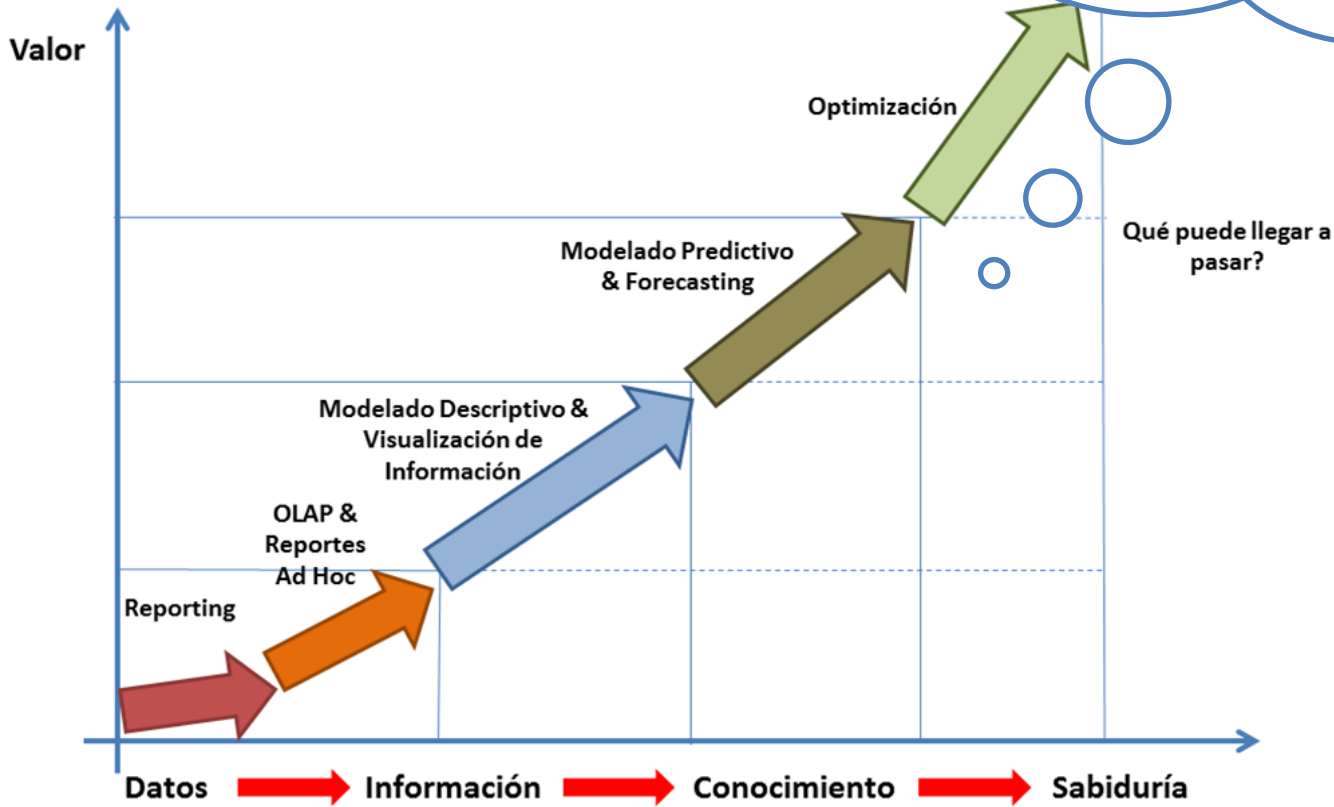 Valor
Optimización
Qué puede llegar a
pasar?
Modelado Predictivo
& Forecasting
Modelado Descriptivo &
Visualización de
Información
OLAP &
Reportes
Ad Hoc
Reporting
Datos
Información
Conocimiento
Sabiduría